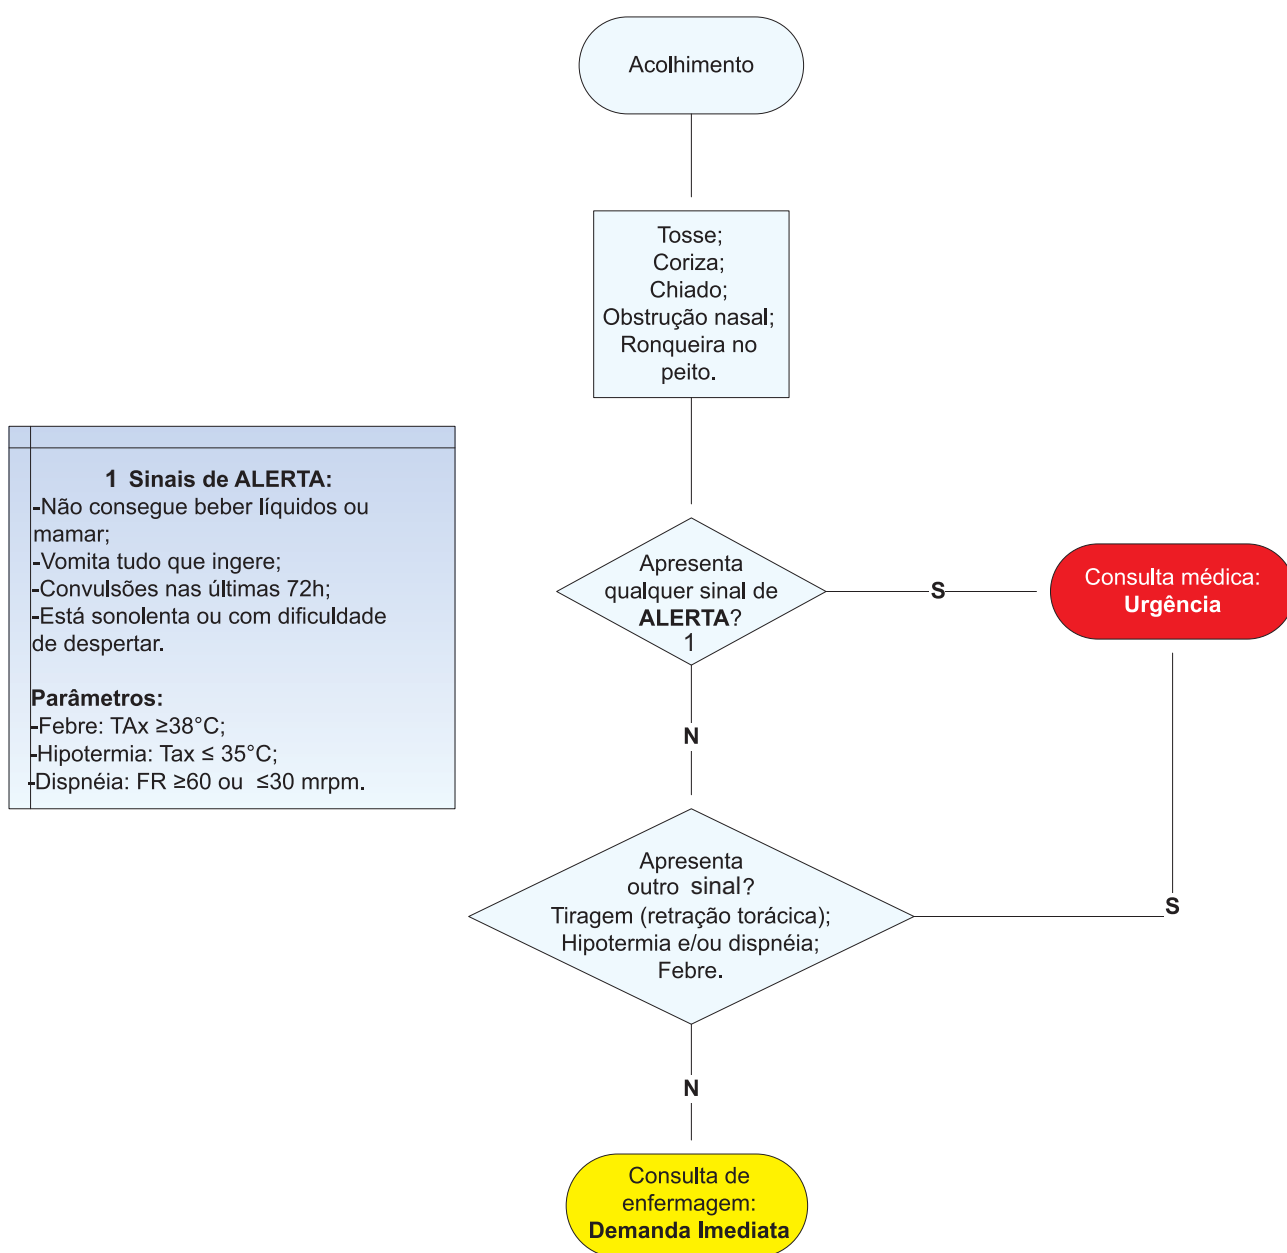 Acolhimento
Tosse;
Coriza;
Chiado;
Obstrução nasal;
Ronqueira no
peito.
1 Sinais de ALERTA:
-Não consegue beber líquidos ou
mamar;
-Vomita tudo que ingere;
-Convulsões nas últimas 72h;
-Está sonolenta ou com dificuldade
de despertar.
Parâmetros:
-Febre: TAx ≥38°C;
-Hipotermia: Tax ≤ 35°C;
-Dispnéia: FR ≥60 ou ≤30 mrpm.
Apresenta
qualquer sinal de
ALERTA?
1
S
Consulta médica:
Urgência
N
Apresenta
outro sinal?
Tiragem (retração torácica);
Hipotermia e/ou dispnéia;
Febre.
S
N
Consulta de
enfermagem:
Demanda Imediata